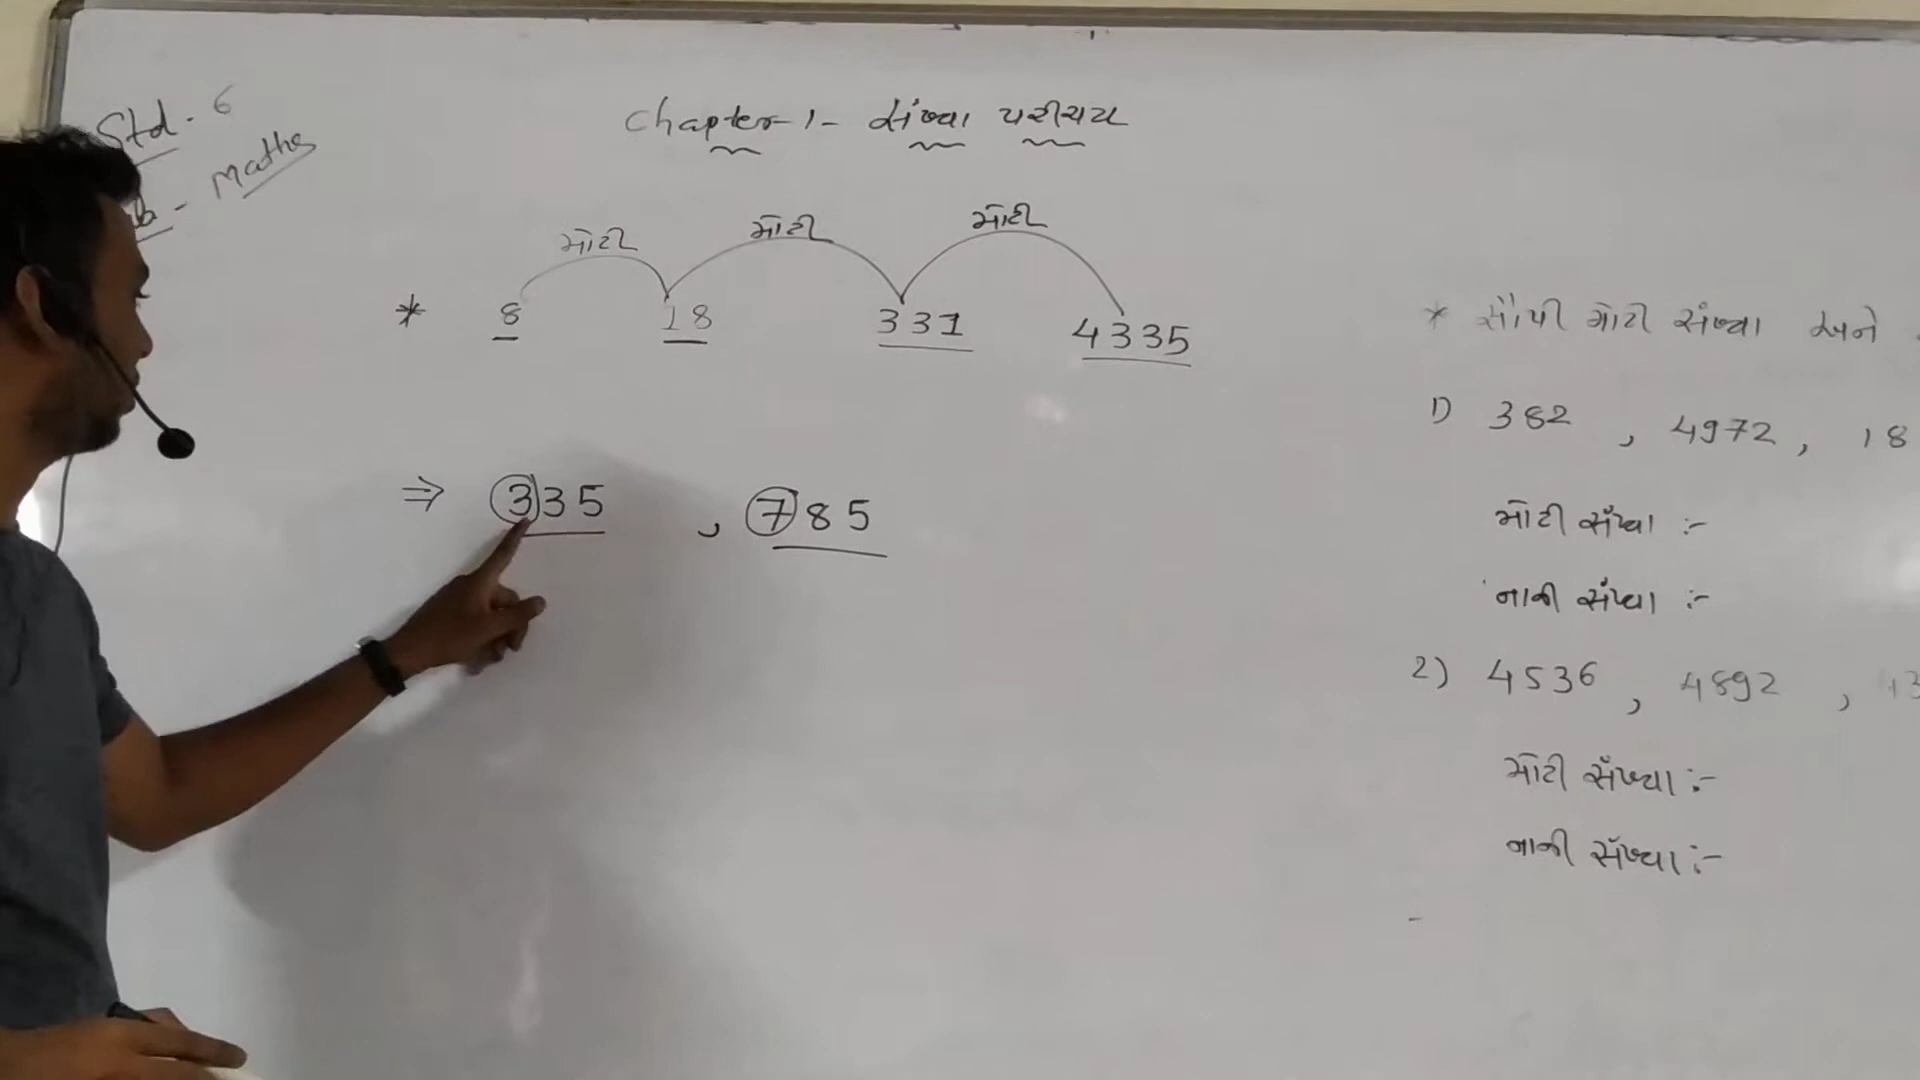 Std. 6
- Maths
Chapter-1- સંખ્યા પરીચય
મોટી મોટી મોટી
* 8 18 331 4335
⇒ 335 , 785
* સૌથી મોટી સંખ્યા અને
1) 382 , 4972 , 18
મોટી સંખ્યા :-
નાની સંખ્યા :-
2) 4536 , 4892 ,
મોટી સંખ્યા :-
નાની સંખ્યા :-